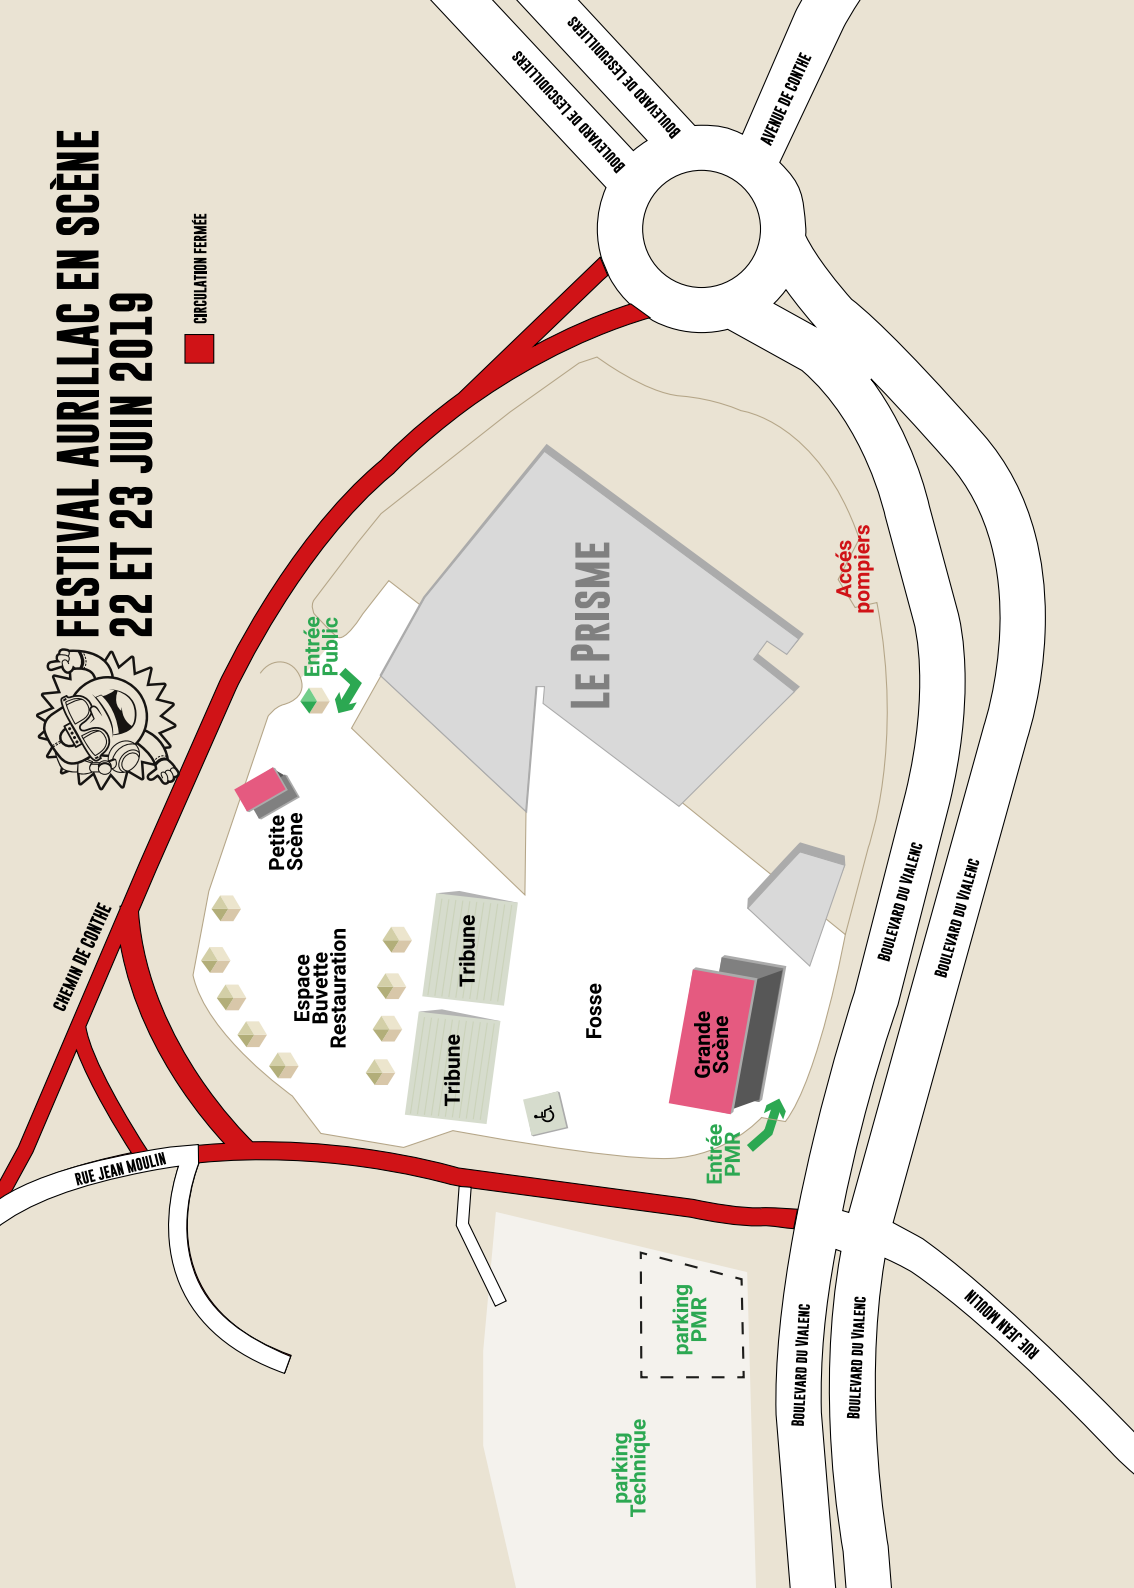 FESTIVAL AURILLAC EN SCÈNE
22 ET 23 JUIN 2019
CIRCULATION FERMÉE
BOULEVARD DE LESCUDILLIERS
BOULEVARD DE LESCUDILLIERS
AVENUE DE CONTHE
CHEMIN DE CONTHE
Entrée
Public
Petite
Scène
LE PRISME
Accés
pompiers
Espace
Buvette
Restauration
Tribune
Tribune
Fosse
Grande
Scène
Entrée
PMR
BOULEVARD DU VIALENC
BOULEVARD DU VIALENC
RUE JEAN MOULIN
parking
PMR
parking
Technique
BOULEVARD DU VIALENC
BOULEVARD DU VIALENC
RUE JEAN MOULIN